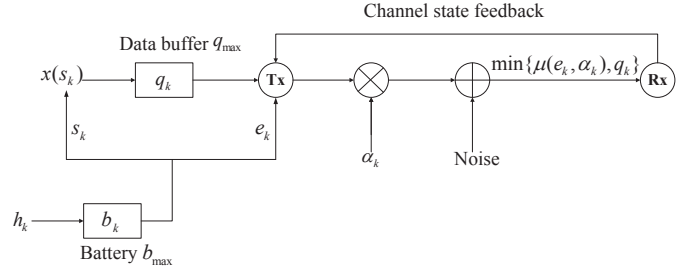 Channel state feedback
Data buffer q_max
x(s_k)
q_k
Tx
min{μ(e_k, α_k), q_k}
Rx
s_k
e_k
α_k
Noise
h_k
b_k
Battery b_max